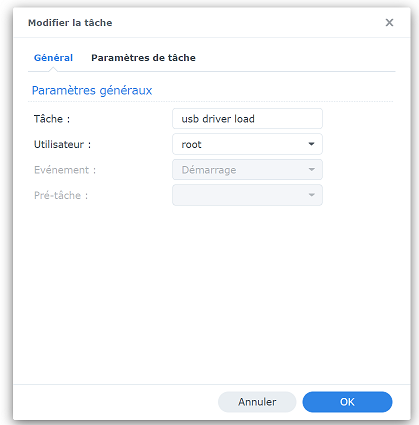 Modifier la tâche
Général Paramètres de tâche
Paramètres généraux
Tâche : usb driver load
Utilisateur : root
Evénement : Démarrage
Pré-tâche :
Annuler OK